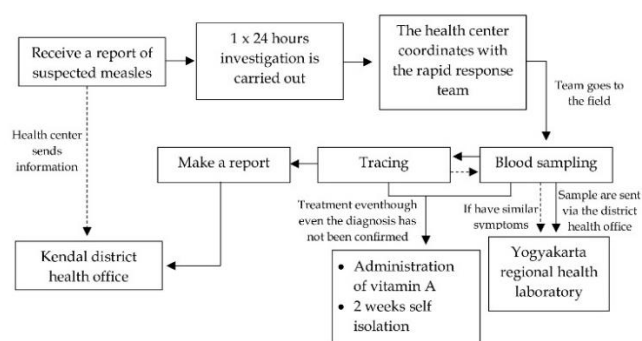 Receive a report of
suspected measles
1 x 24 hours
investigation is
carried out
The health center
coordinates with
the rapid response
team
Team goes to
the field
Health center
sends
information
Make a report
Tracing
Blood sampling
Treatment eventhough
even the diagnosis has
not been confirmed
If have similar
symptoms
Sample are sent
via the district
health office
Kendal district
health office
• Administration
of vitamin A
• 2 weeks self
isolation
Yogyakarta
regional health
laboratory